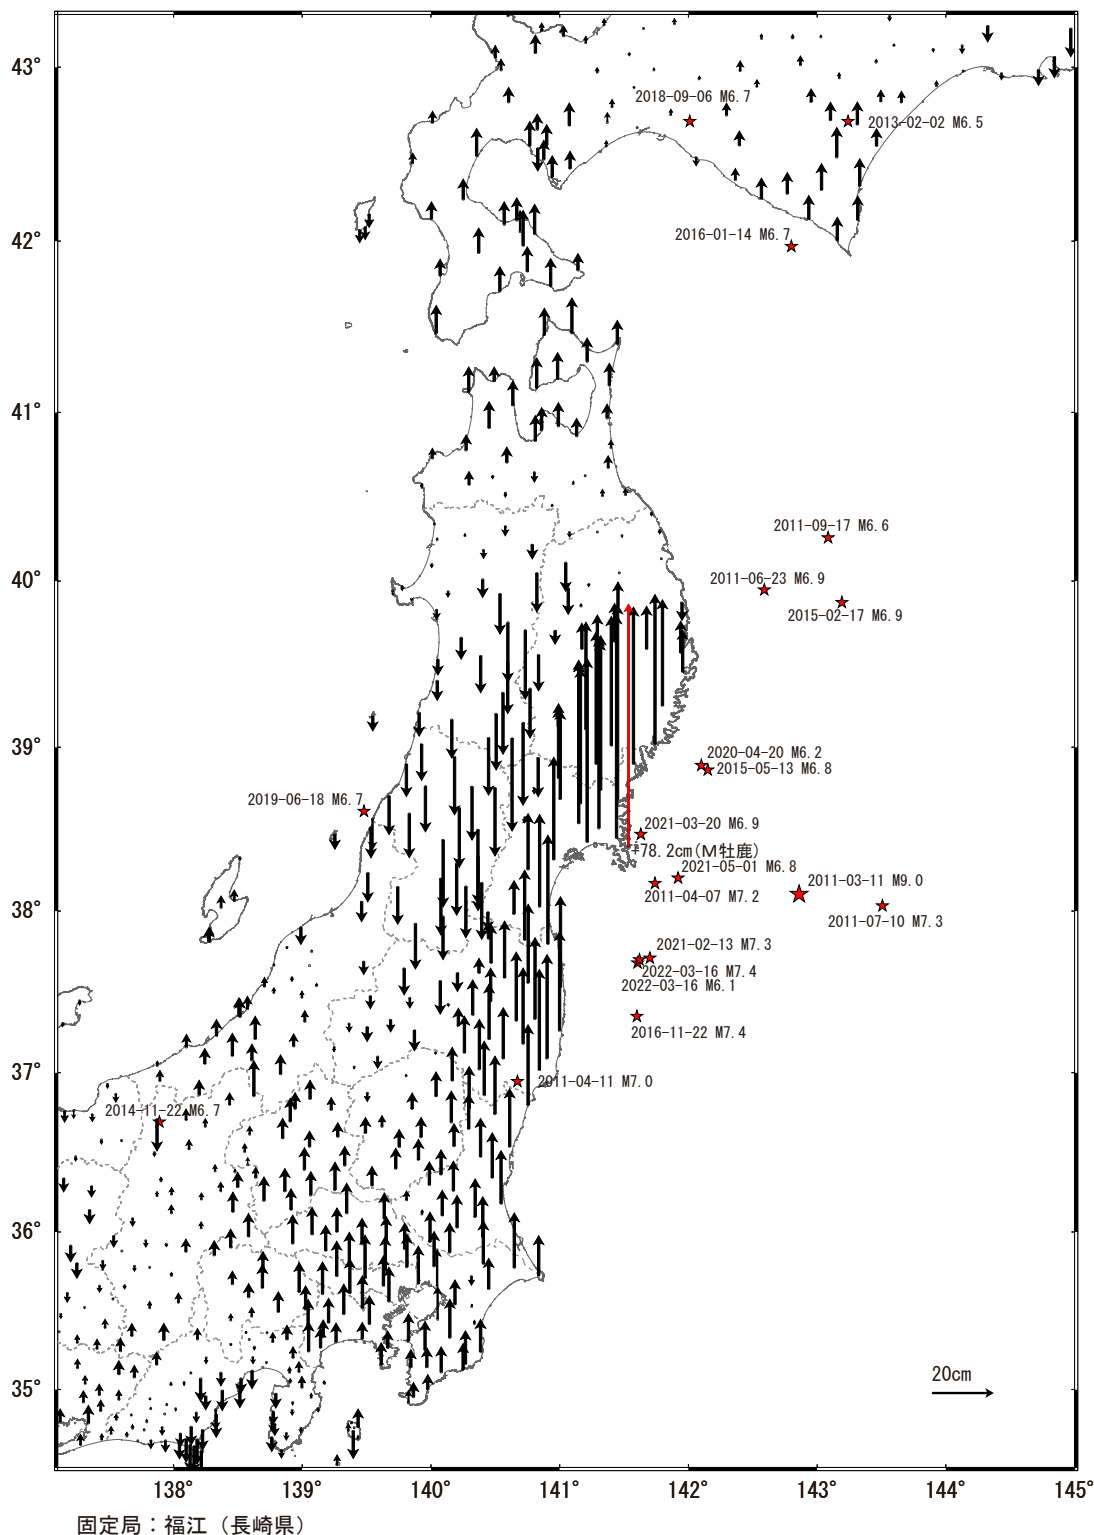 43°
2018-09-06 M6.7
2013-02-02 M6.5
42°
2016-01-14 M6.7
41°
2011-09-17 M6.6
40°
2011-06-23 M6.9
2015-02-17 M6.9
39°
2020-04-20 M6.2
2015-05-13 M6.8
2019-06-18 M6.7
2021-03-20 M6.9
+78.2cm(M牡鹿)
2021-05-01 M6.8
2011-03-11 M9.0
2011-04-07 M7.2
38°
2011-07-10 M7.3
2021-02-13 M7.3
2022-03-16 M7.4
2022-03-16 M6.1
2016-11-22 M7.4
37°
2011-04-11 M7.0
2014-11-22 M6.7
36°
20cm
35°
138° 139° 140° 141° 142° 143° 144° 145°
固定局：福江（長崎県）